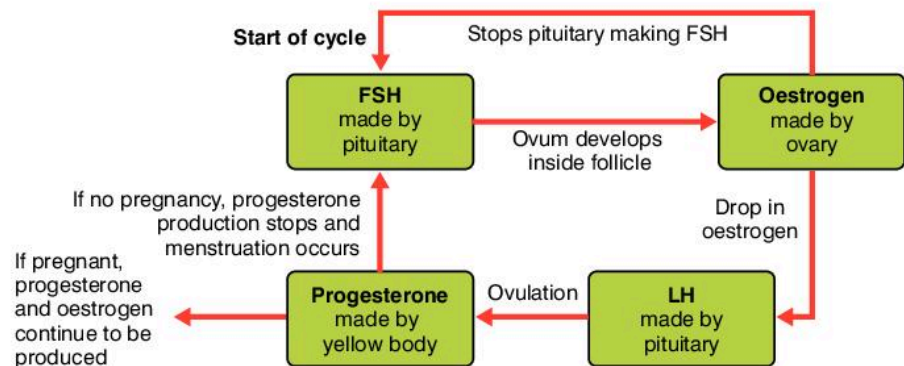 Start of cycle
Stops pituitary making FSH
FSH
made by
pituitary
Ovum develops
inside follicle
Oestrogen
made by
ovary
Drop in
oestrogen
LH
made by
pituitary
Ovulation
Progesterone
made by
yellow body
If no pregnancy, progesterone
production stops and
menstruation occurs
If pregnant,
progesterone
and oestrogen
continue to be
produced